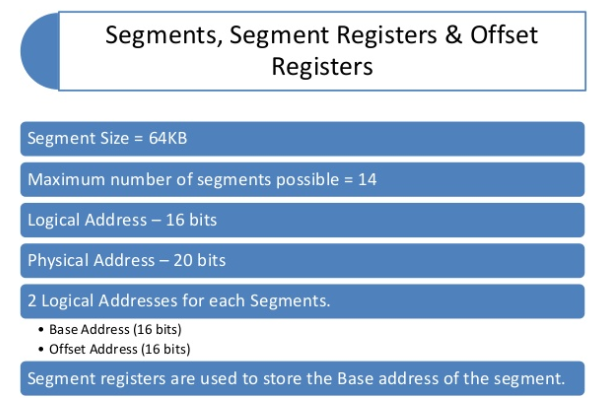 Segments, Segment Registers & Offset
Registers
Segment Size = 64KB
Maximum number of segments possible = 14
Logical Address – 16 bits
Physical Address – 20 bits
2 Logical Addresses for each Segments.
• Base Address (16 bits)
• Offset Address (16 bits)
Segment registers are used to store the Base address of the segment.